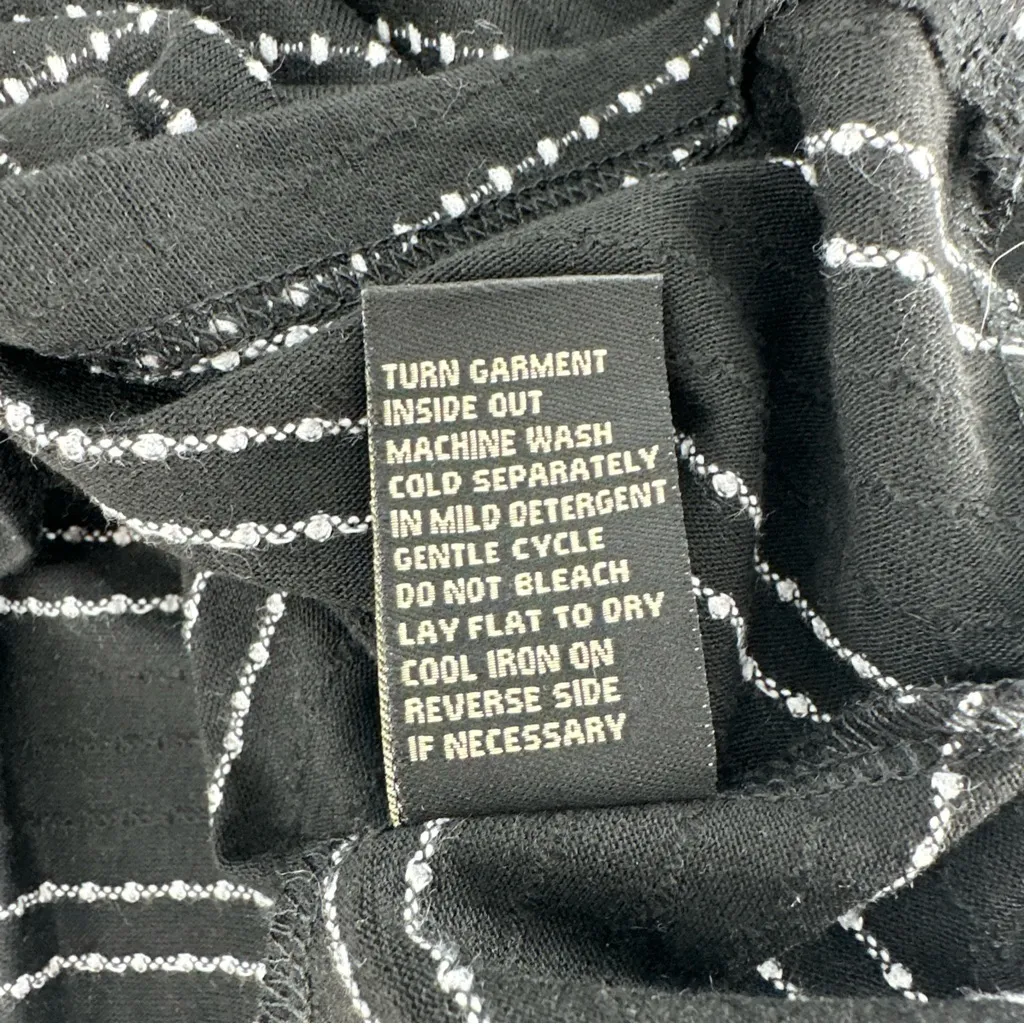 TURN GARMENT
INSIDE OUT
MACHINE WASH
COLD SEPARATELY
IN MILD DETERGENT
GENTLE CYCLE
DO NOT BLEACH
LAY FLAT TO DRY
COOL IRON ON
REVERSE SIDE
IF NECESSARY